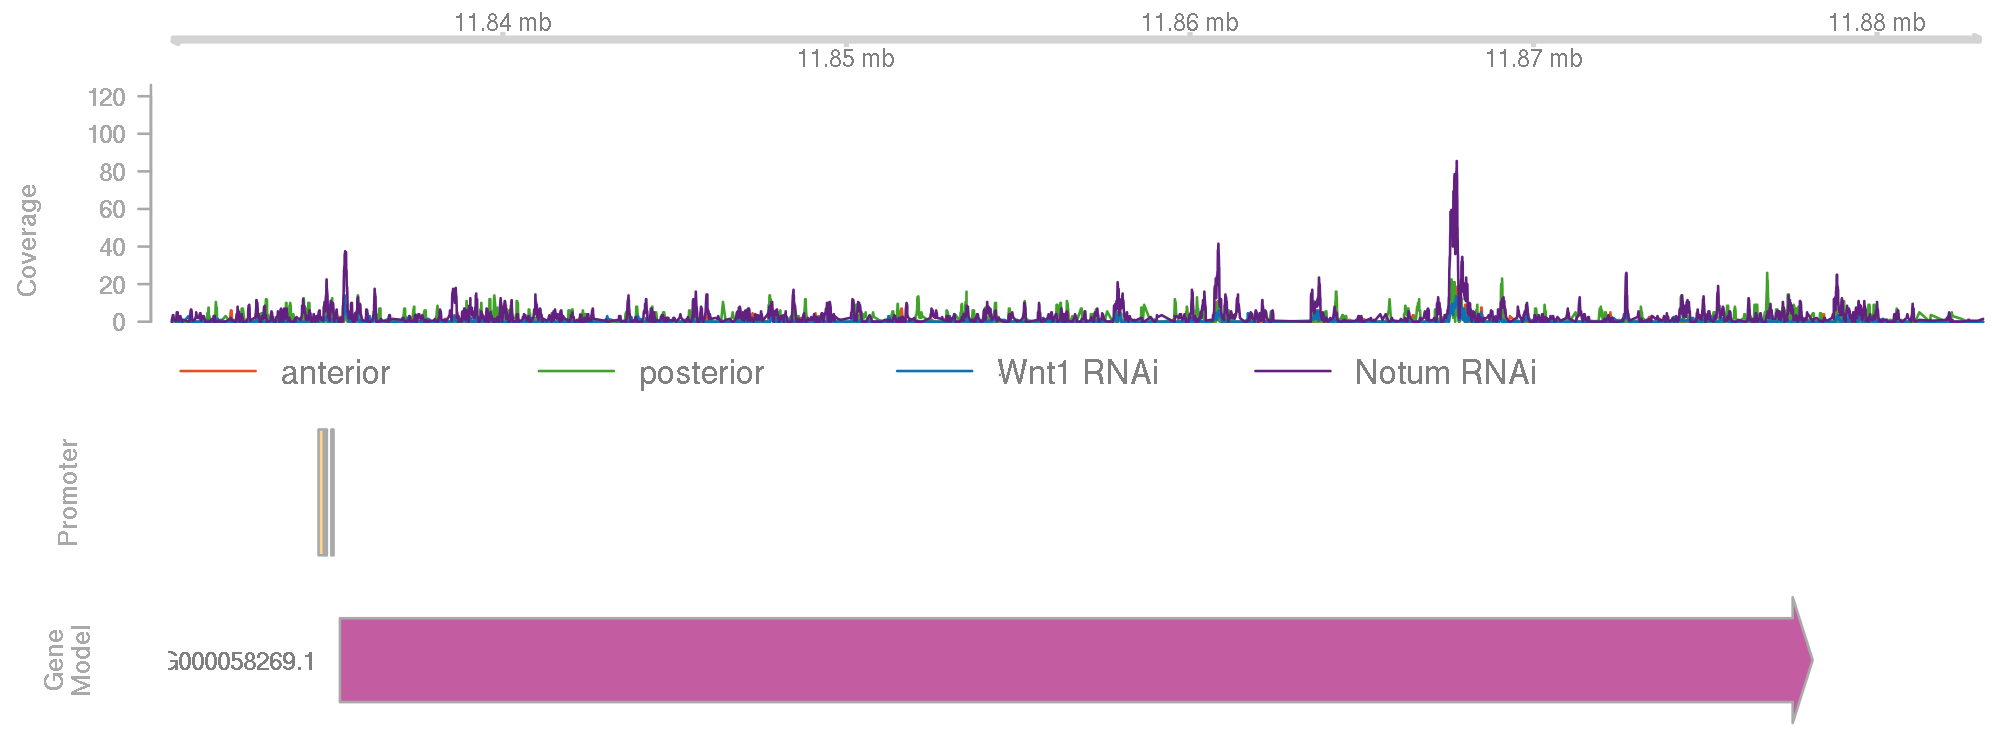 11.84 mb 11.86 mb 11.88 mb
11.85 mb 11.87 mb
Coverage
120
100
80
60
40
20
0
anterior posterior Wnt1 RNAi Notum RNAi
Promoter
Gene
Model
G000058269.1